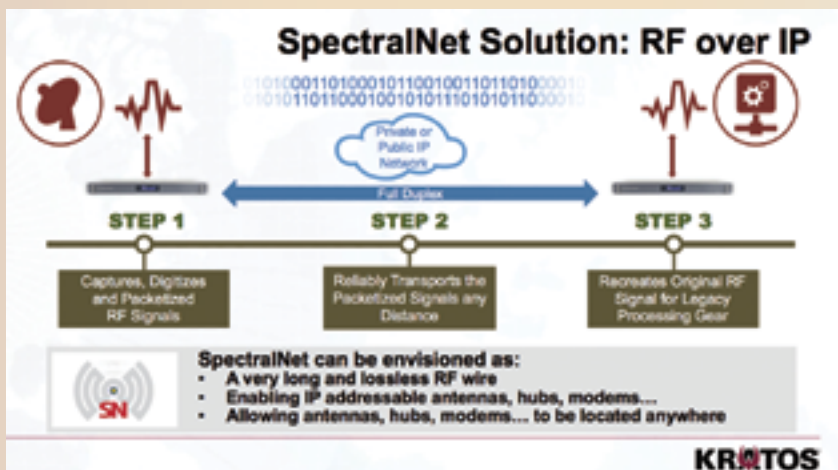 SpectralNet Solution: RF over IP
Private or
Public IP
Network
Full Duplex
STEP 1
STEP 2
STEP 3
Captures, Digitizes
and Packetized
RF Signals
Reliably Transports the
Packetized Signals any
Distance
Recreates Original RF
Signal for Legacy
Processing Gear
SN
SpectralNet can be envisioned as:
• A very long and lossless RF wire
• Enabling IP addressable antennas, hubs, modems...
• Allowing antennas, hubs, modems... to be located anywhere
KRATOS